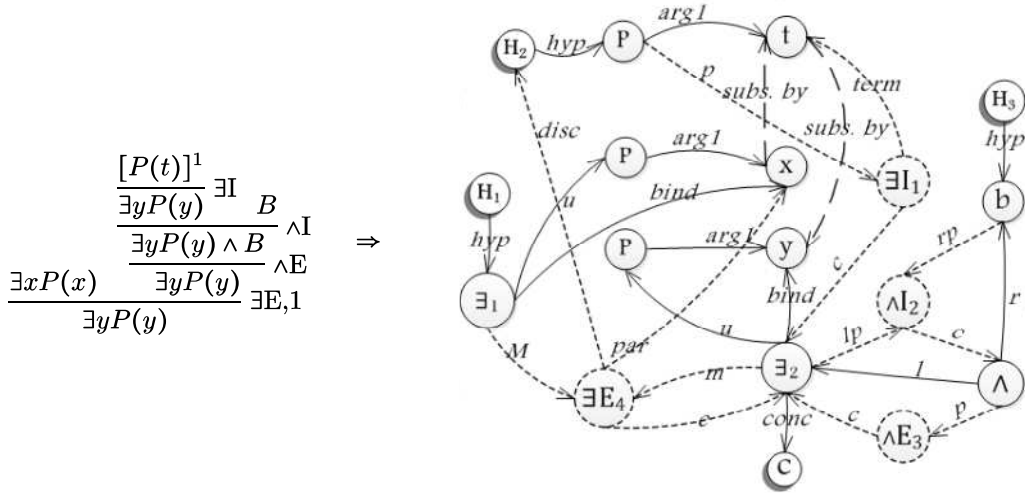 [P(t)]¹
∃yP(y) ∃I B
∃yP(y) ∧ B ∧I
∃xP(x) ∃yP(y) ∧E
∃yP(y) ∃E,1
⇒
H₂ hyp P arg1 t
p subs. by term
disc subs. by
H₃ hyp
P arg1 x ∃I₁
H₁ u bind b
hyp P arg1 y rp
∃₁ c ∧I₂
bind r
M par u lp c
m ∃₂ l ∧
∃E₄ c conc c p
∧E₃
C